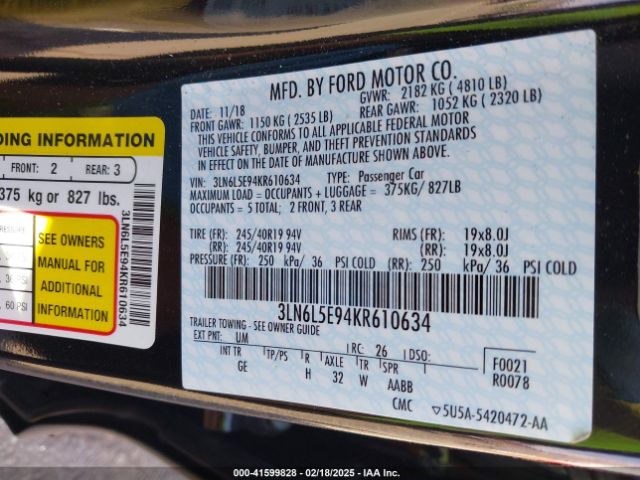 DING INFORMATION
FRONT: 2 REAR: 3
375 kg or 827 lbs.
SEE OWNERS
MANUAL FOR
ADDITIONAL
INFORMATION
60 PSI
3LN6L5E94KR610634
MFD. BY FORD MOTOR CO.
DATE: 11/18 GVWR: 2182 KG ( 4810 LB)
FRONT GAWR: 1150 KG ( 2535 LB) REAR GAWR: 1052 KG ( 2320 LB)
THIS VEHICLE CONFORMS TO ALL APPLICABLE FEDERAL MOTOR
VEHICLE SAFETY, BUMPER, AND THEFT PREVENTION STANDARDS
IN EFFECT ON THE DATE OF MANUFACTURE SHOWN ABOVE.
VIN: 3LN6L5E94KR610634 TYPE: Passenger Car
MAXIMUM LOAD = OCCUPANTS + LUGGAGE = 375KG/ 827LB
OCCUPANTS = 5 TOTAL: 2 FRONT, 3 REAR
TIRE (FR): 245/40R19 94V RIMS (FR): 19x8.0J
(RR): 245/40R19 94V (RR): 19x8.0J
PRESSURE (FR): 250 kPa/ 36 PSI COLD (RR): 250 kPa/ 36 PSI COLD
3LN6L5E94KR610634
TRAILER TOWING - SEE OWNER GUIDE
EXT PNT: UM RC: 26 DSO: F0021
INT TR TP/PS R AXLE TR SPR R0078
GE H 32 W AABB
CMC ▽5U5A-5420472-AA
000-41599828 - 02/18/2025 - IAA Inc.